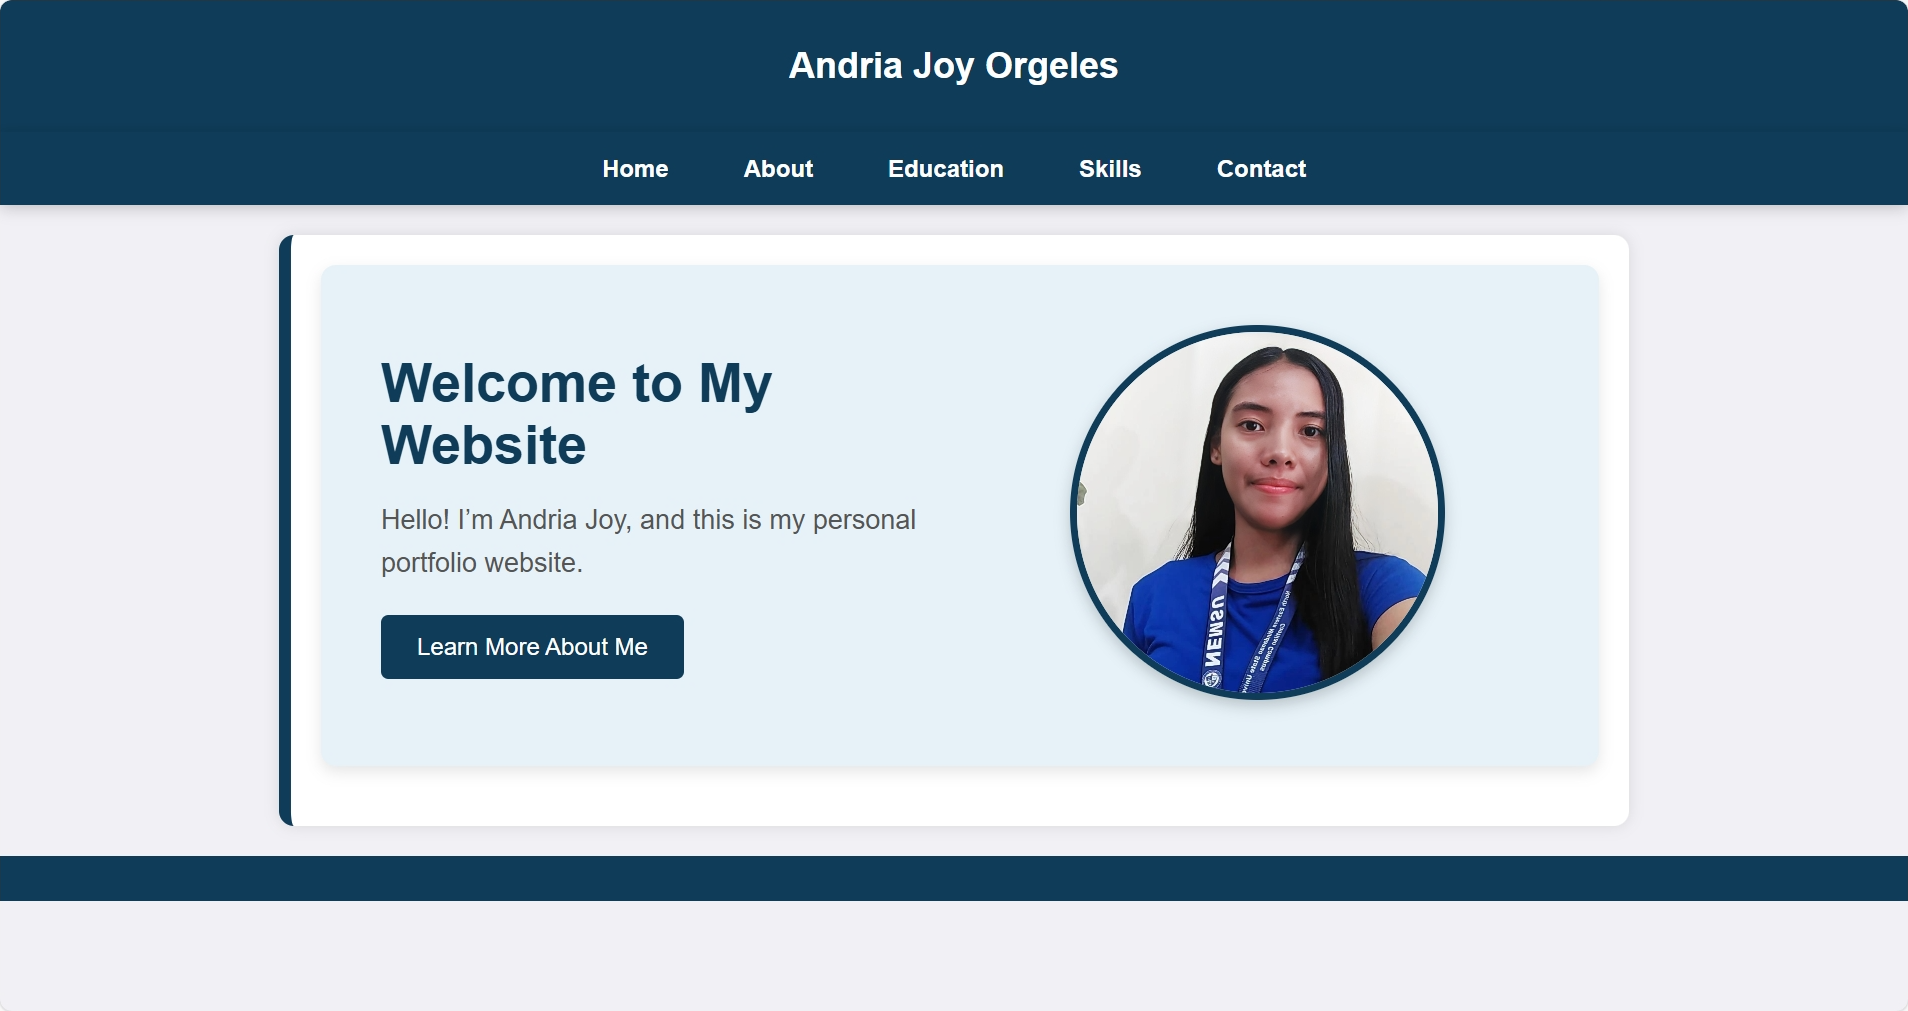 Andria Joy Orgeles
Home About Education Skills Contact
Welcome to My
Website
Hello! I’m Andria Joy, and this is my personal
portfolio website.
Learn More About Me
NEMSU